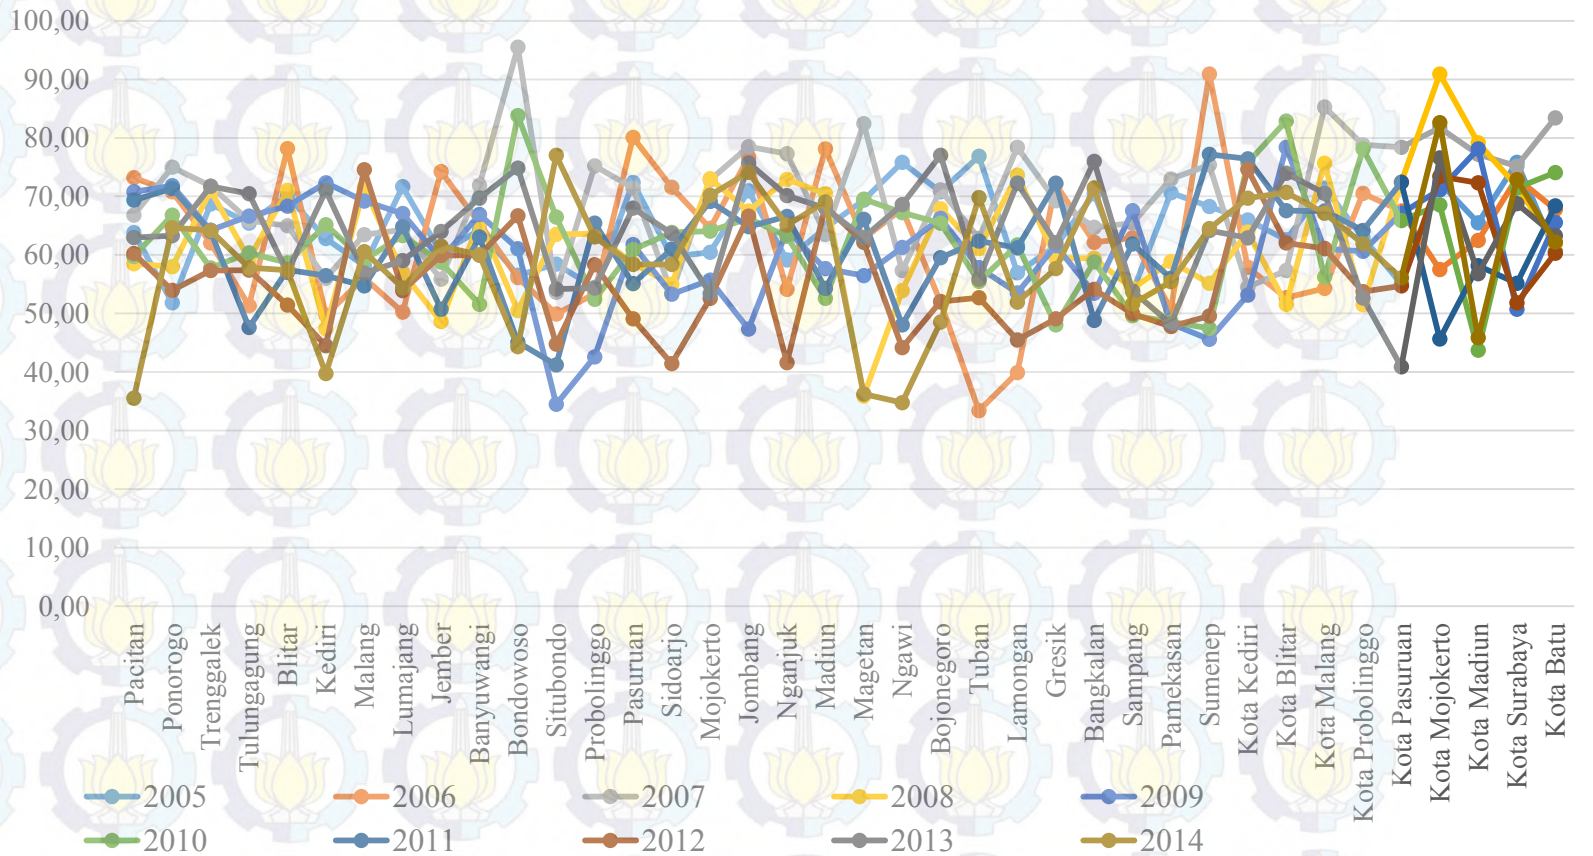 100,00
90,00
80,00
70,00
60,00
50,00
40,00
30,00
20,00
10,00
0,00
Pacitan
Ponorogo
Trenggalek
Tulungagung
Blitar
Kediri
Malang
Lumajang
Jember
Banyuwangi
Bondowoso
Situbondo
Probolinggo
Pasuruan
Sidoarjo
Mojokerto
Jombang
Nganjuk
Madiun
Magetan
Ngawi
Bojonegoro
Tuban
Lamongan
Gresik
Bangkalan
Sampang
Pamekasan
Sumenep
Kota Kediri
Kota Blitar
Kota Malang
Kota Probolinggo
Kota Pasuruan
Kota Mojokerto
Kota Madiun
Kota Surabaya
Kota Batu
2005 2006 2007 2008 2009
2010 2011 2012 2013 2014